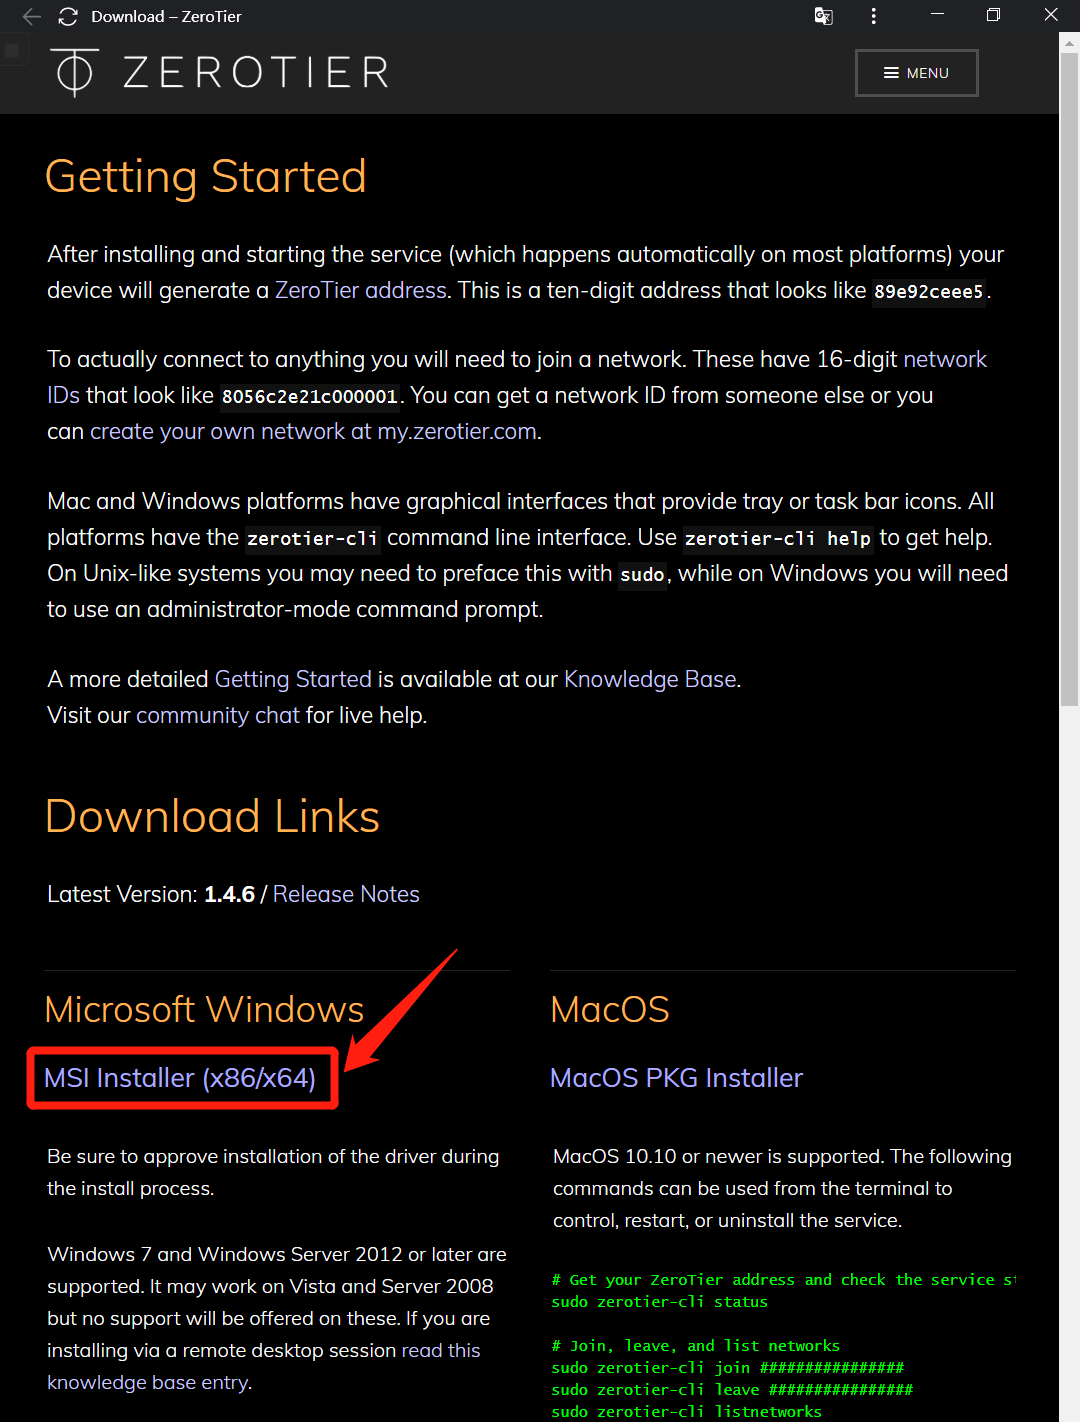 Download – ZeroTier
ZEROTIER
MENU
Getting Started
After installing and starting the service (which happens automatically on most platforms) your
device will generate a ZeroTier address. This is a ten-digit address that looks like 89e92ceee5.
To actually connect to anything you will need to join a network. These have 16-digit network
IDs that look like 8056c2e21c000001. You can get a network ID from someone else or you
can create your own network at my.zerotier.com.
Mac and Windows platforms have graphical interfaces that provide tray or task bar icons. All
platforms have the zerotier-cli command line interface. Use zerotier-cli help to get help.
On Unix-like systems you may need to preface this with sudo, while on Windows you will need
to use an administrator-mode command prompt.
A more detailed Getting Started is available at our Knowledge Base.
Visit our community chat for live help.
Download Links
Latest Version: 1.4.6 / Release Notes
Microsoft Windows
MSI Installer (x86/x64)
Be sure to approve installation of the driver during
the install process.
Windows 7 and Windows Server 2012 or later are
supported. It may work on Vista and Server 2008
but no support will be offered on these. If you are
installing via a remote desktop session read this
knowledge base entry.
MacOS
MacOS PKG Installer
MacOS 10.10 or newer is supported. The following
commands can be used from the terminal to
control, restart, or uninstall the service.
# Get your ZeroTier address and check the service
sudo zerotier-cli status
# Join, leave, and list networks
sudo zerotier-cli join ################
sudo zerotier-cli leave ################
sudo zerotier-cli listnetworks